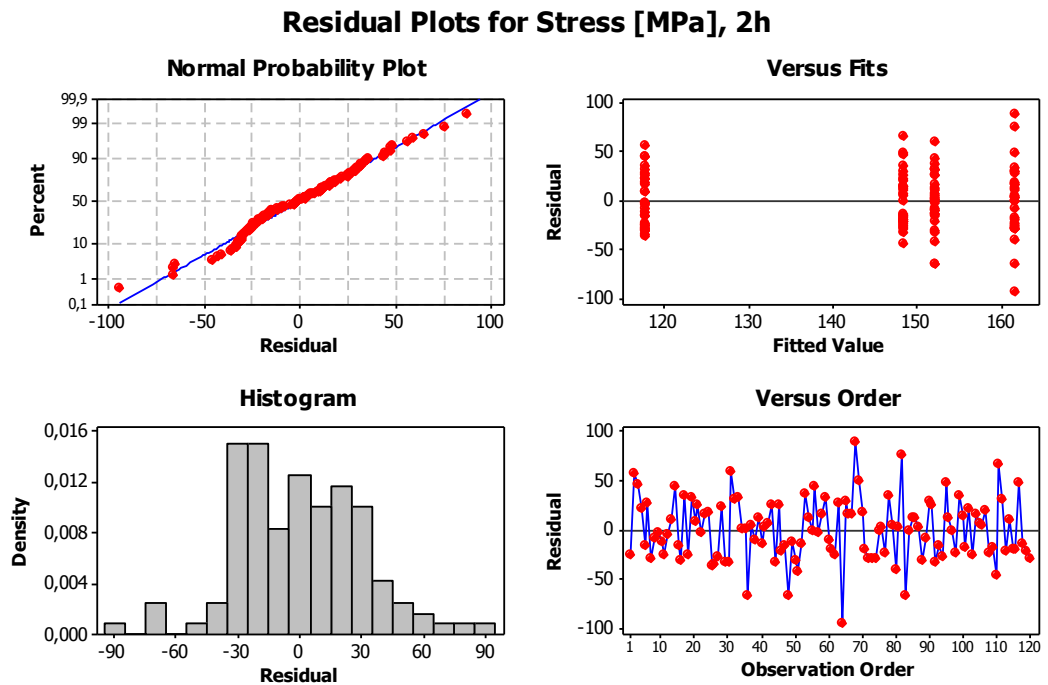 Residual Plots for Stress [MPa], 2h
Normal Probability Plot
99,9
99
90
50
10
1
0,1
Percent
-100 -50 0 50 100
Residual
Versus Fits
100
50
0
-50
-100
Residual
120 130 140 150 160
Fitted Value
Histogram
0,016
0,012
0,008
0,004
0,000
Density
-90 -60 -30 0 30 60 90
Residual
Versus Order
100
50
0
-50
-100
Residual
1 10 20 30 40 50 60 70 80 90 100 110 120
Observation Order